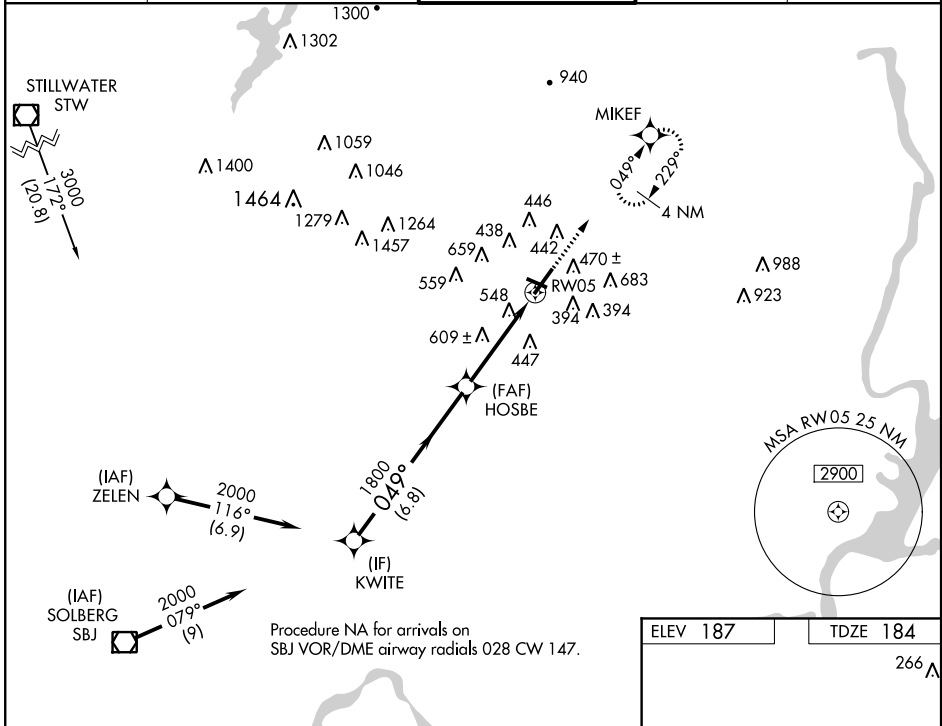 1300
1302
STILLWATER
STW
940
MIKEF
1059
1400
1046
049°
229°
3000
172°
(20.8)
1464
4 NM
446
1279
1264
438
442
1457
659
470 ±
988
559
683
RW05
923
548
394
394
609 ±
447
(FAF)
HOSBE
MSA RW05 25 NM
2900
1800
049°
(6.8)
(IAF)
ZELEN
2000
116°
(6.9)
(IF)
KWITE
(IAF)
SOLBERG
SBJ
2000
079°
(9)
Procedure NA for arrivals on
SBJ VOR/DME airway radials 028 CW 147.
ELEV 187
TDZE 184
266